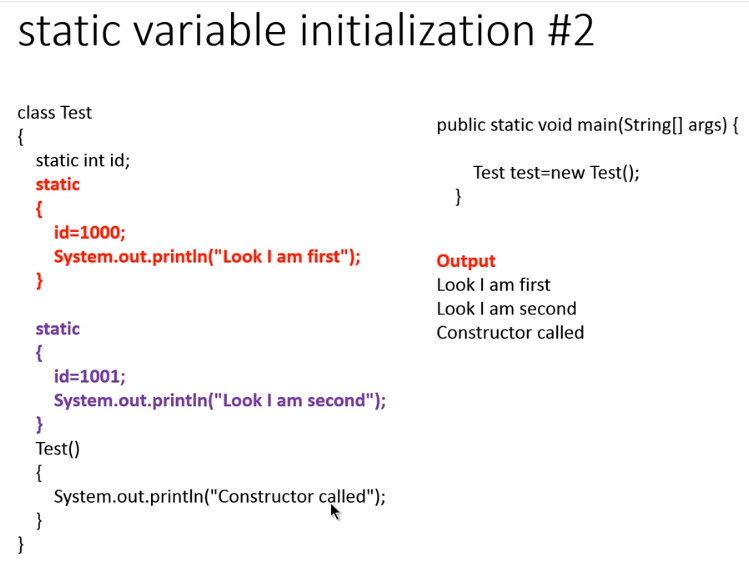 static variable initialization #2
class Test
{
static int id;
static
{
id=1000;
System.out.println("Look I am first");
}
static
{
id=1001;
System.out.println("Look I am second");
}
Test()
{
System.out.println("Constructor called");
}
}
public static void main(String[] args) {
Test test=new Test();
}
Output
Look I am first
Look I am second
Constructor called